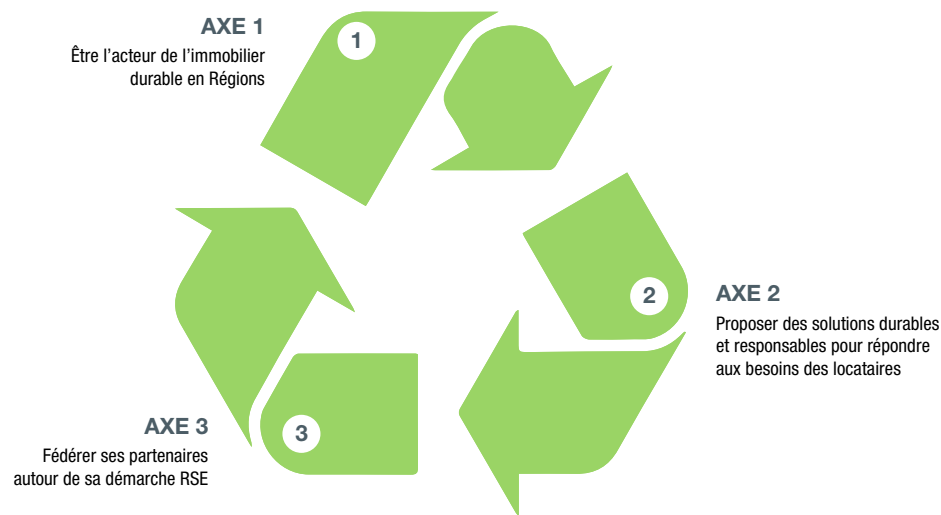 AXE 1
Être l'acteur de l'immobilier
durable en Régions
1
2
AXE 2
Proposer des solutions durables
et responsables pour répondre
aux besoins des locataires
AXE 3
Fédérer ses partenaires
autour de sa démarche RSE
3